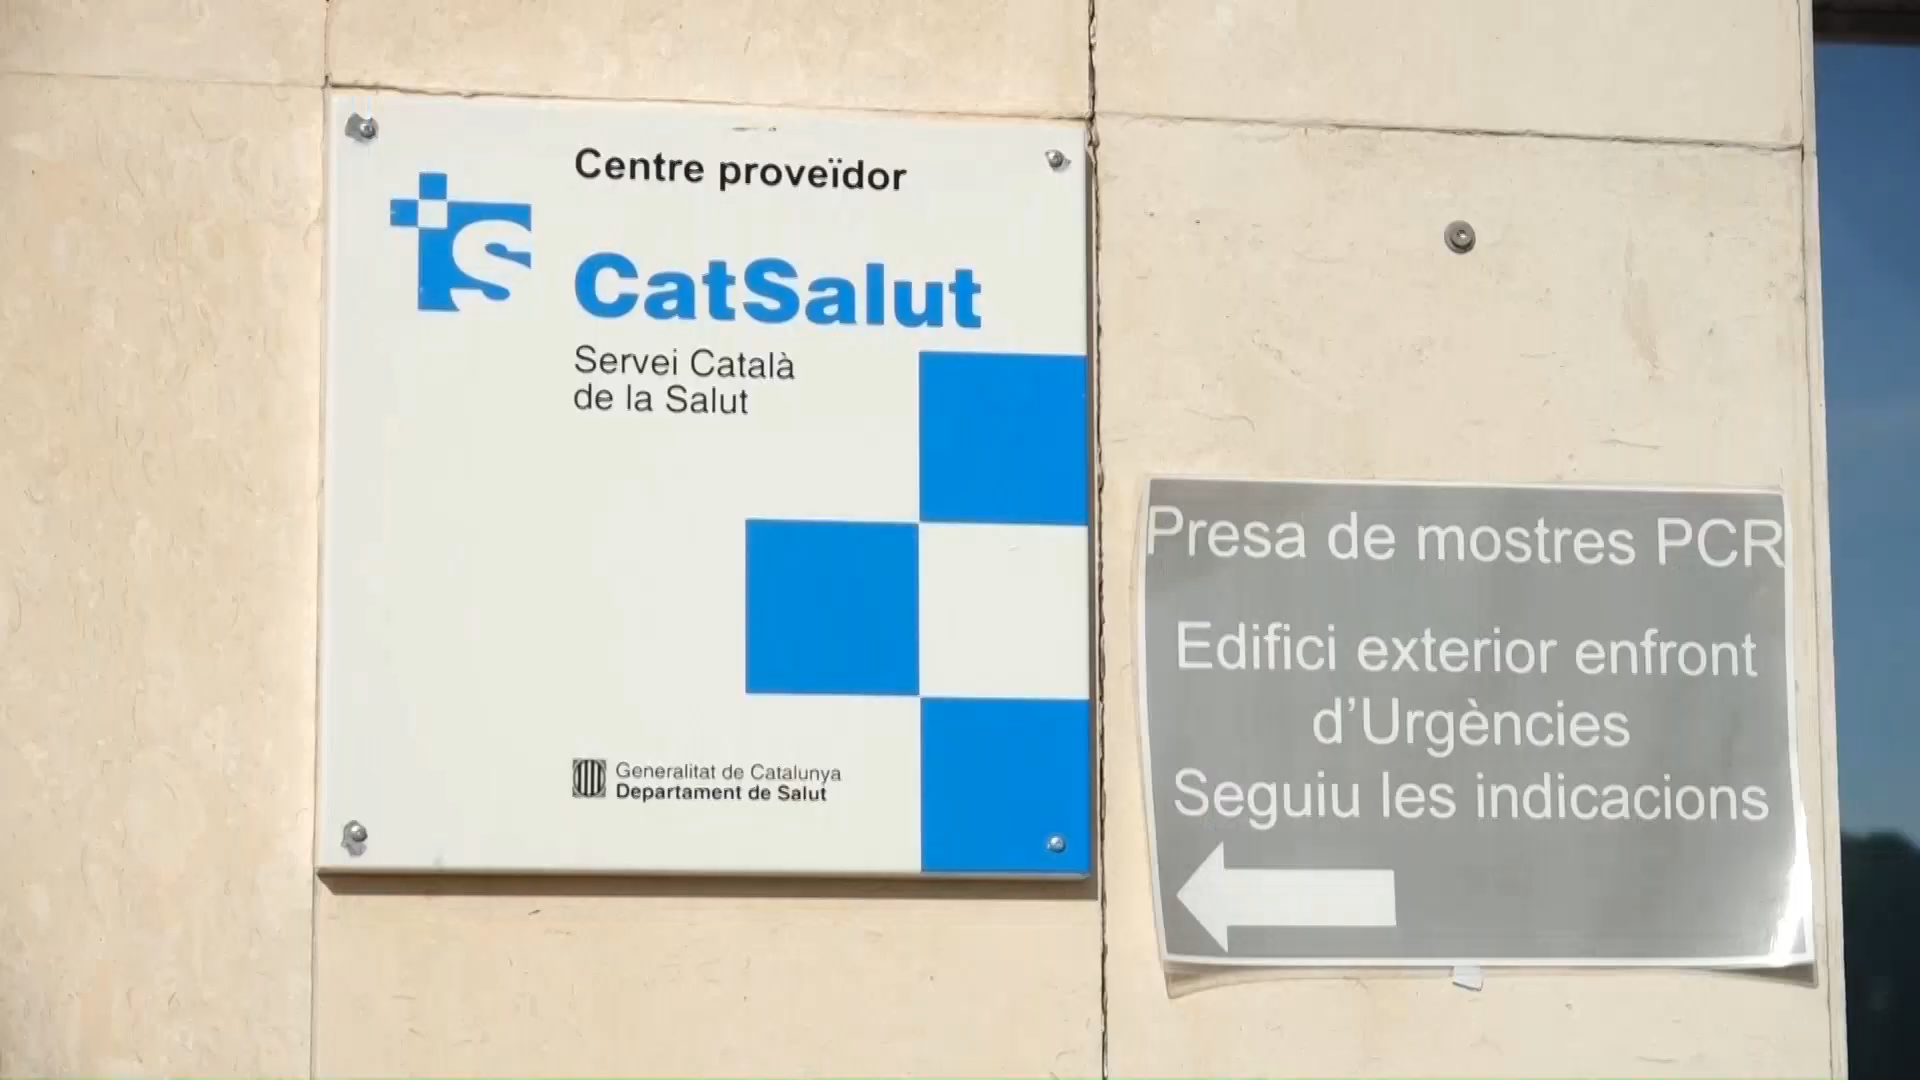 Centre proveïdor
CatSalut
Servei Català
de la Salut
Generalitat de Catalunya
Departament de Salut
Presa de mostres PCR
Edifici exterior enfront
d'Urgències
Seguiu les indicacions